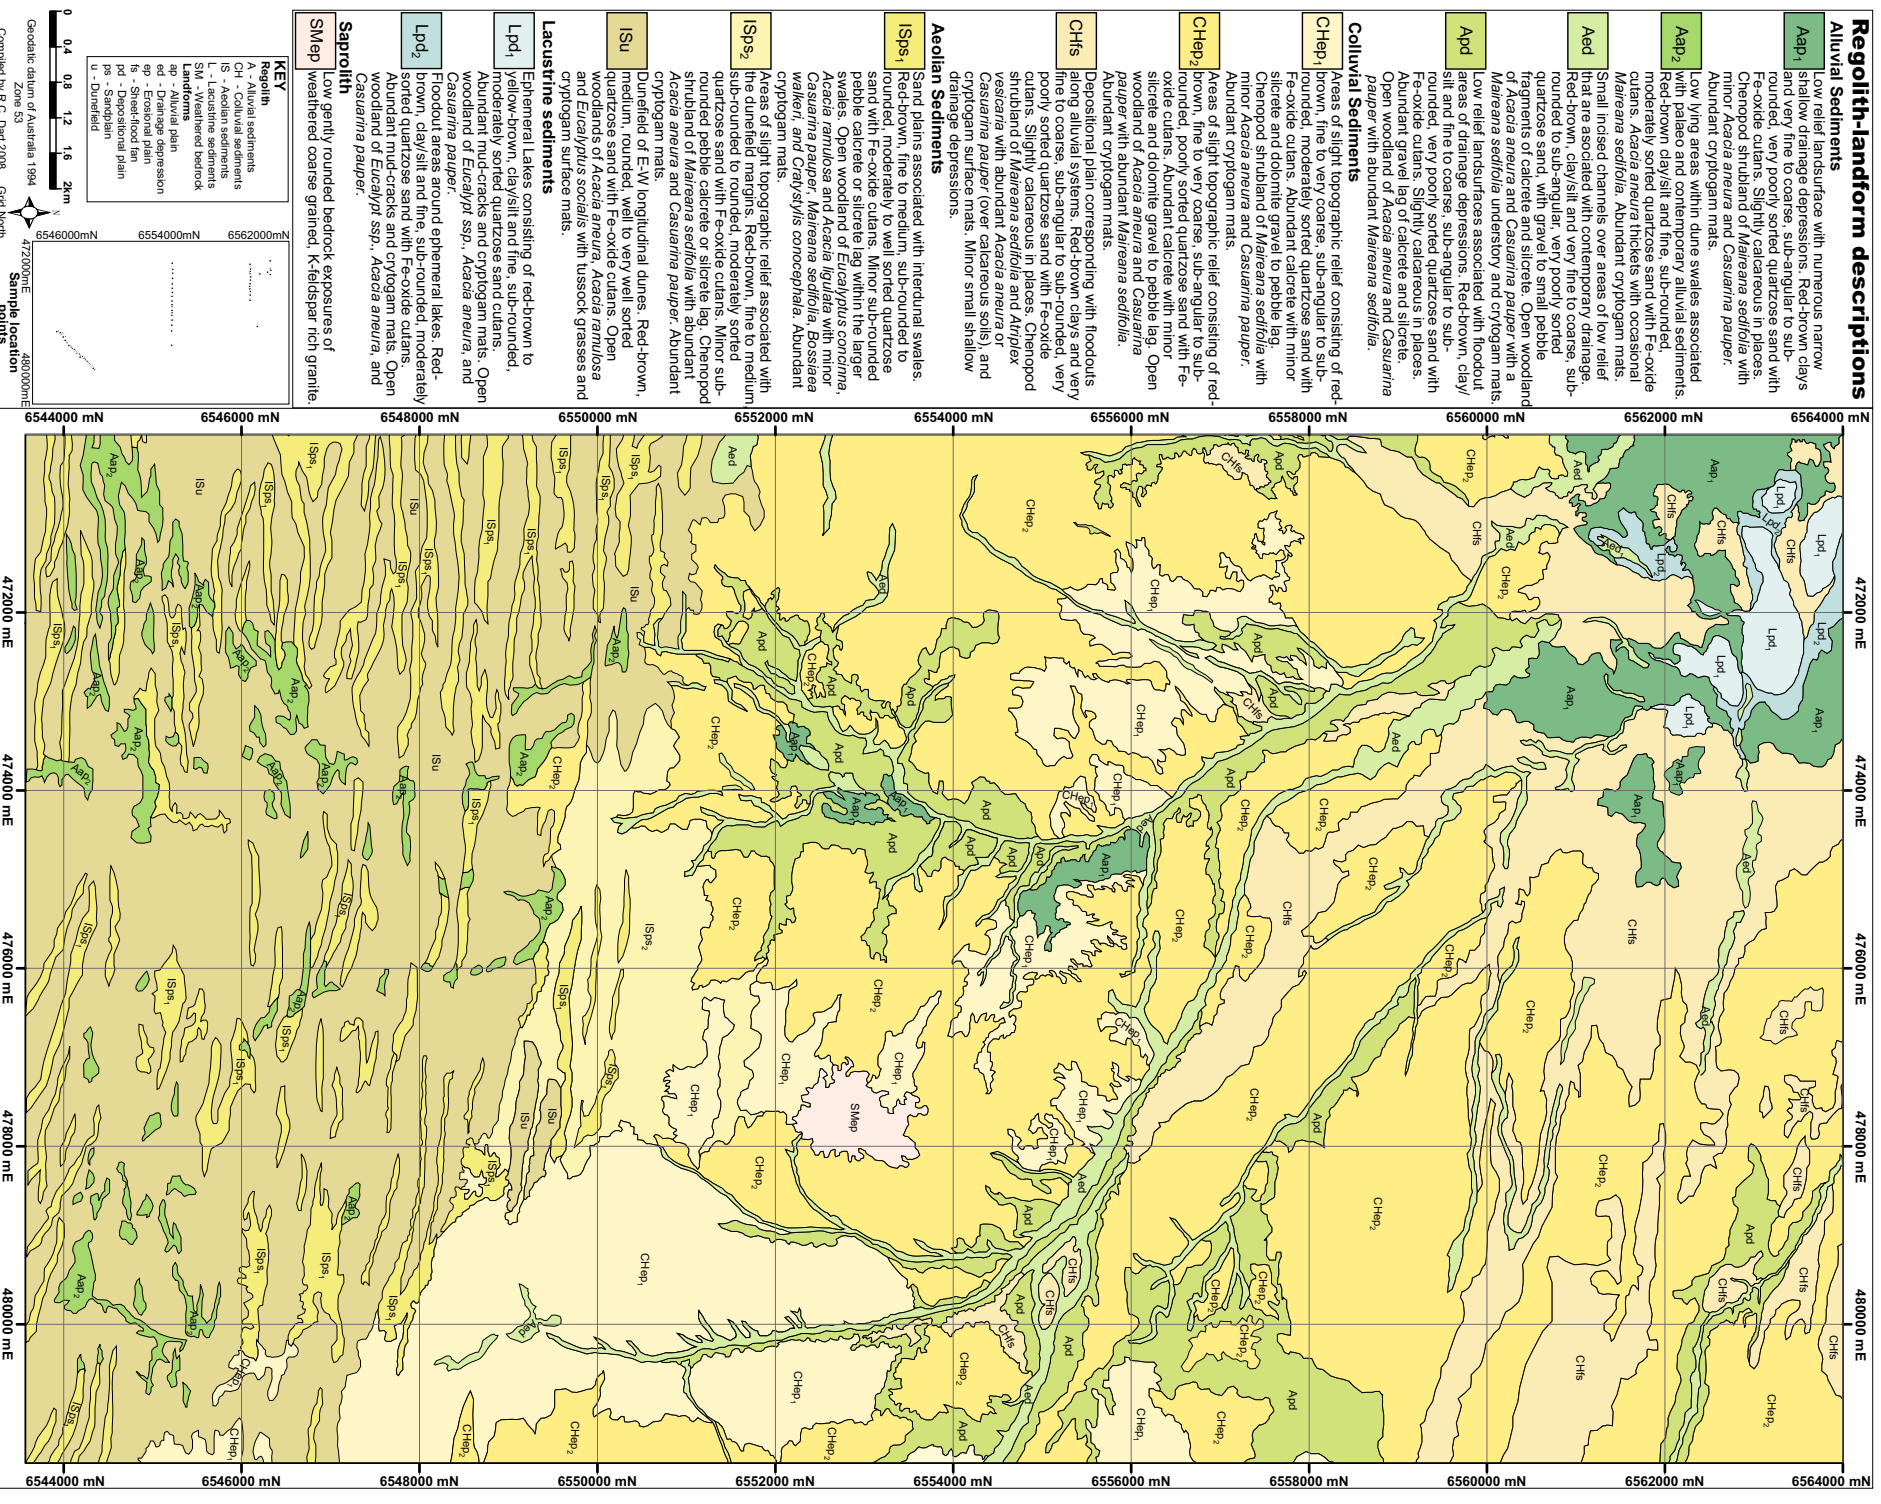 Regolith-landform descriptions
Alluvial Sediments
Aap1
Low relief landsurface with numerous narrow
shallow drainage depressions. Red-brown clays
and very fine to coarse, sub-angular to sub-
rounded, very poorly sorted quartzose sand with
Fe-oxide cutans. Slightly calcareous in places.
Chenopod shrubland of Maireana sedifolia with
minor Acacia aneura and Casuarina pauper.
Abundant cryptogam mats.
Aap2
Low lying areas within dune swales associated
with palaeo and contemporary alluvial sediments.
Red-brown clay/silt and fine, sub-rounded,
moderately sorted quartzose sand with Fe-oxide
cutans. Acacia aneura thickets with occasional
Maireana sedifolia. Abundant cryptogam mats.
Aed
Small incised channels over areas of low relief
that are associated with contemporary drainage.
Red-brown, clay/silt and very fine to coarse, sub-
rounded to sub-angular, very poorly sorted
quartzose sand, with gravel to small pebble
fragments of calcrete and silcrete. Open woodland
of Acacia aneura and Casuarina pauper with a
Maireana sedifolia understory and crytogam mats.
Apd
Low relief landsurfaces associated with floodout
areas of drainage depressions. Red-brown, clay/
silt and fine to coarse, sub-angular to sub-
rounded, very poorly sorted quartzose sand with
Fe-oxide cutans. Slightly calcareous in places.
Abundant gravel lag of calcrete and silcrete.
Open woodland of Acacia aneura and Casuarina
pauper with abundant Maireana sedifolia.
Colluvial Sediments
CHep1
Areas of slight topographic relief consisting of red-
brown, fine to very coarse, sub-angular to sub-
rounded, moderately sorted quartzose sand with
Fe-oxide cutans. Abundant calcrete with minor
silcrete and dolomite gravel to pebble lag.
Chenopod shrubland of Maireana sedifolia with
minor Acacia aneura and Casuarina pauper.
Abundant cryptogam mats.
CHep2
Areas of slight topographic relief consisting of red-
brown, fine to very coarse, sub-angular to sub-
rounded, poorly sorted quartzose sand with Fe-
oxide cutans. Abundant calcrete with minor
silcrete and dolomite gravel to pebble lag. Open
woodland of Acacia aneura and Casuarina
pauper with abundant Maireana sedifolia.
Abundant cryptogam mats.
CHfs
Depositional plain corresponding with floodouts
along alluvial systems. Red-brown clays and very
fine to coarse, sub-angular to sub-rounded, very
poorly sorted quartzose sand with Fe-oxide
cutans. Slightly calcareous in places. Chenopod
shrubland of Maireana sedifolia and Atriplex
vesicaria with abundant Acacia aneura or
Casuarina pauper (over calcareous soils), and
cryptogam surface mats. Minor small shallow
drainage depressions.
Aeolian Sediments
ISps1
Sand plains associated with interdunal swales.
Red-brown, fine to medium, sub-rounded to
rounded, moderately to well sorted quartzose
sand with Fe-oxide cutans. Minor sub-rounded
pebble calcrete or silcrete lag within the larger
swales. Open woodland of Eucalyptus concinna,
Acacia ramulosa and Acacia ligulata with minor
Casuarina pauper, Maireana sedifolia, Bossiaea
walkeri, and Cratystylis conocephala. Abundant
cryptogam mats.
ISps2
Areas of slight topographic relief associated with
the dunefield margins. Red-brown, fine to medium,
sub-rounded to rounded, moderately sorted
quartzose sand with Fe-oxide cutans. Minor sub-
rounded pebble calcrete or silcrete lag. Chenopod
shrubland of Maireana sedifolia with abundant
Acacia aneura and Casuarina pauper. Abundant
cryptogam mats.
ISu
Dunefield of E-W longitudinal dunes. Red-brown,
medium, rounded, well to very well sorted
quartzose sand with Fe-oxide cutans. Open
woodlands of Acacia aneura, Acacia ramulosa
and Eucalyptus socialis with tussock grasses and
cryptogam surface mats.
Lacustrine sediments
Lpd1
Ephemeral Lakes consisting of red-brown to
yellow-brown, clay/silt and fine, sub-rounded,
moderately sorted quartzose sand cutans.
Abundant mud-cracks and cryptogam mats. Open
woodland of Eucalypt ssp., Acacia aneura, and
Casuarina pauper.
Lpd2
Floodout areas of ephemeral lakes. Red-
brown, clay/silt and fine, sub-rounded, moderately
sorted quartzose sand with Fe-oxide cutans.
Abundant mud-cracks and crytogam mats. Open
woodland of Eucalypt ssp., Acacia aneura, and
Casuarina pauper.
Saprolith
SMep
Low gently rounded bedrock exposures of
weathered coarse grained, K-feldspar rich granite.
KEY
Regolith
A - Alluvial sediments
CH - Colluvial sediments
IS - Aeolian sediments
L - Lacustrine sediments
SM - Weathered bedrock
Landforms
ap - Alluvial plain
ed - Drainage depression
ep - Erosional plain
fs - Sheet-flood fan
pd - Depositional plain
ps - Sandplain
u - Dunefield
0 0.4 0.8 1.2 1.6 2km
Geodatic datum of Australia 1994
Zone 53
Compiled by R.C. Dart 2008
Grid North
N
6562000mN
6554000mN
6546000mN
472000mE
480000mE
Sample location
points
472000 mE 474000 mE 476000 mE 478000 mE 480000 mE
6564000 mN
6562000 mN
6560000 mN
6558000 mN
6556000 mN
6554000 mN
6552000 mN
6550000 mN
6548000 mN
6546000 mN
6544000 mN
472000 mE 474000 mE 476000 mE 478000 mE 480000 mE